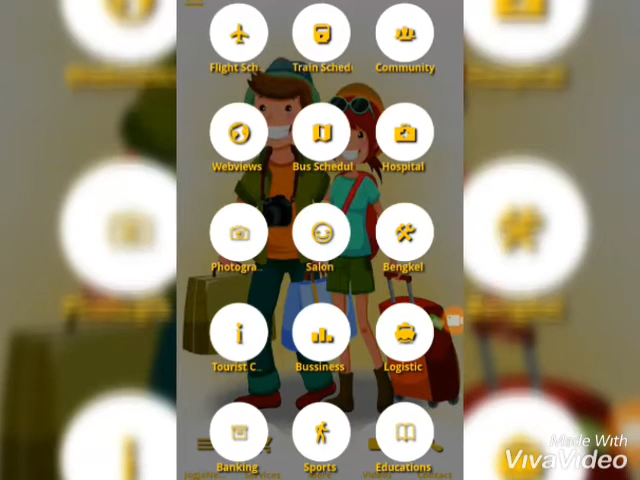 Flight Sch..
Train Schedu
Community
Webviews
Bus Schedul
Hospital
Photogra..
Salon
Bengkel
Tourist C..
Bussiness
Logistic
Banking
Sports
Educations
Made With
VivaVideo